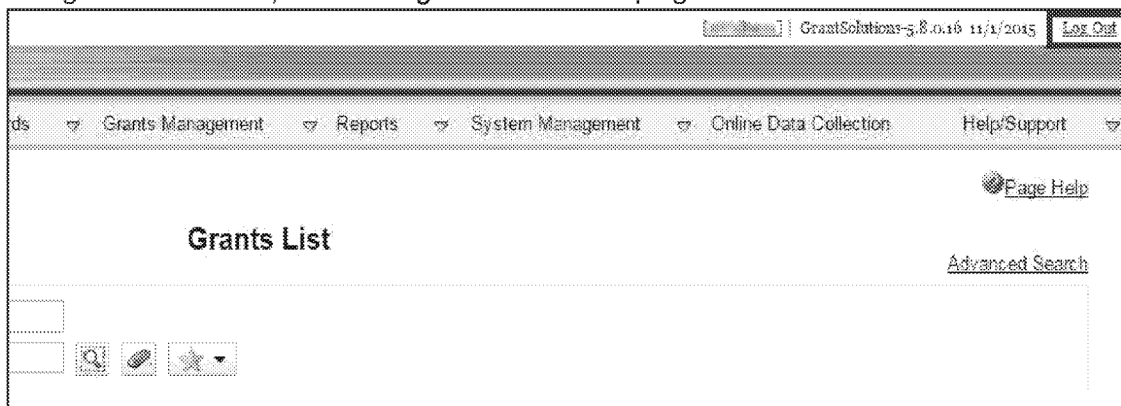 GrantSolutions-5.8.0.16 11/1/2015 Log Out
ds Grants Management Reports System Management Online Data Collection Help/Support
Page Help
Grants List
Advanced Search